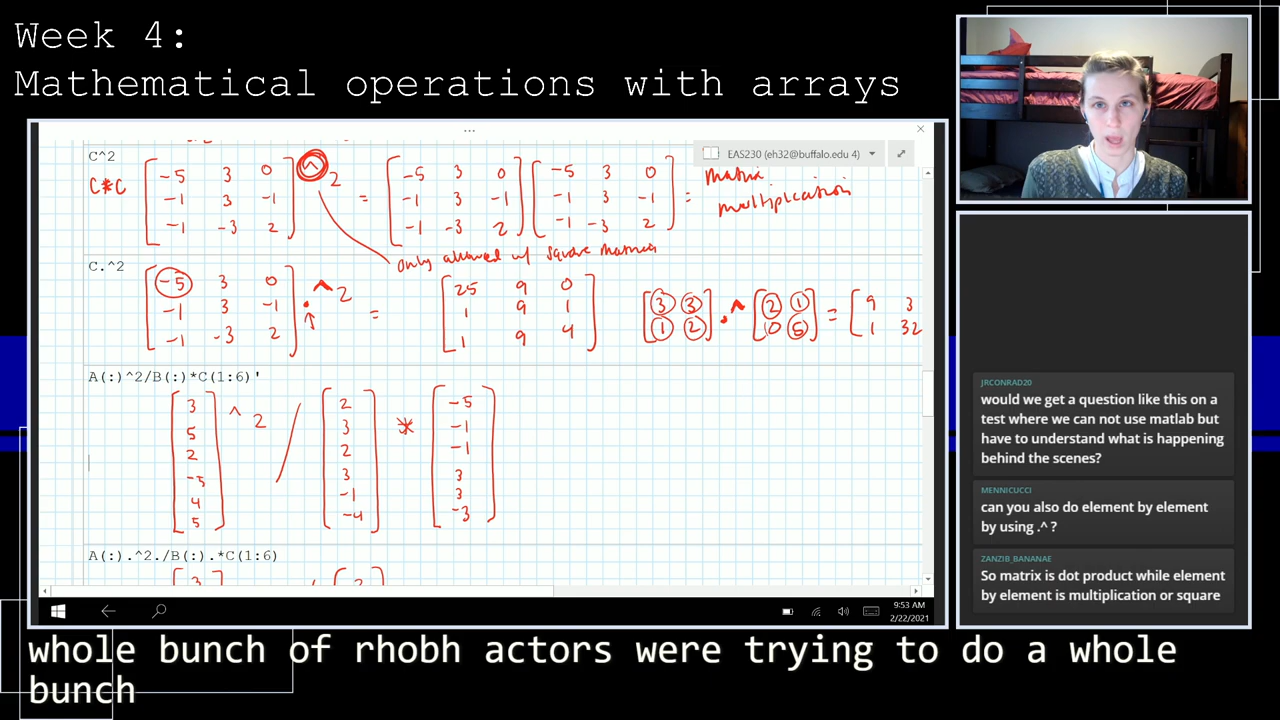 Week 4:
Mathematical operations with arrays
EAS230 (eh32@buffalo.edu 4)
C^2
C*C
-5 3 0
-1 3 -1
-1 -3 2
^ 2 =
-5 3 0
-1 3 -1
-1 -3 2
-5 3 0
-1 3 -1
-1 -3 2
=
matrix
multiplication
only allowed w/ square matrices
C.^2
-5 3 0
-1 3 -1
-1 -3 2
.^ 2 =
25 9 0
1 9 1
1 9 4
3 3
1 2
.^
2 1
0 5
=
9 3
1 32
A(:)^2/B(:)*C(1:6)'
3
5
2
-5
4
5
^ 2 /
2
3
2
3
-1
-4
*
-5
-1
-1
3
3
-3
A(:).^2./B(:).*C(1:6)
3
2
9:53 AM
2/22/2021
JRCONRAD20
would we get a question like this on a
test where we can not use matlab but
have to understand what is happening
behind the scenes?
MENNICUCCI
can you also do element by element
by using .^ ?
ZANZIB_BANANAE
So matrix is dot product while element
by element is multiplication or square
whole bunch of rhobh actors were trying to do a whole
bunch